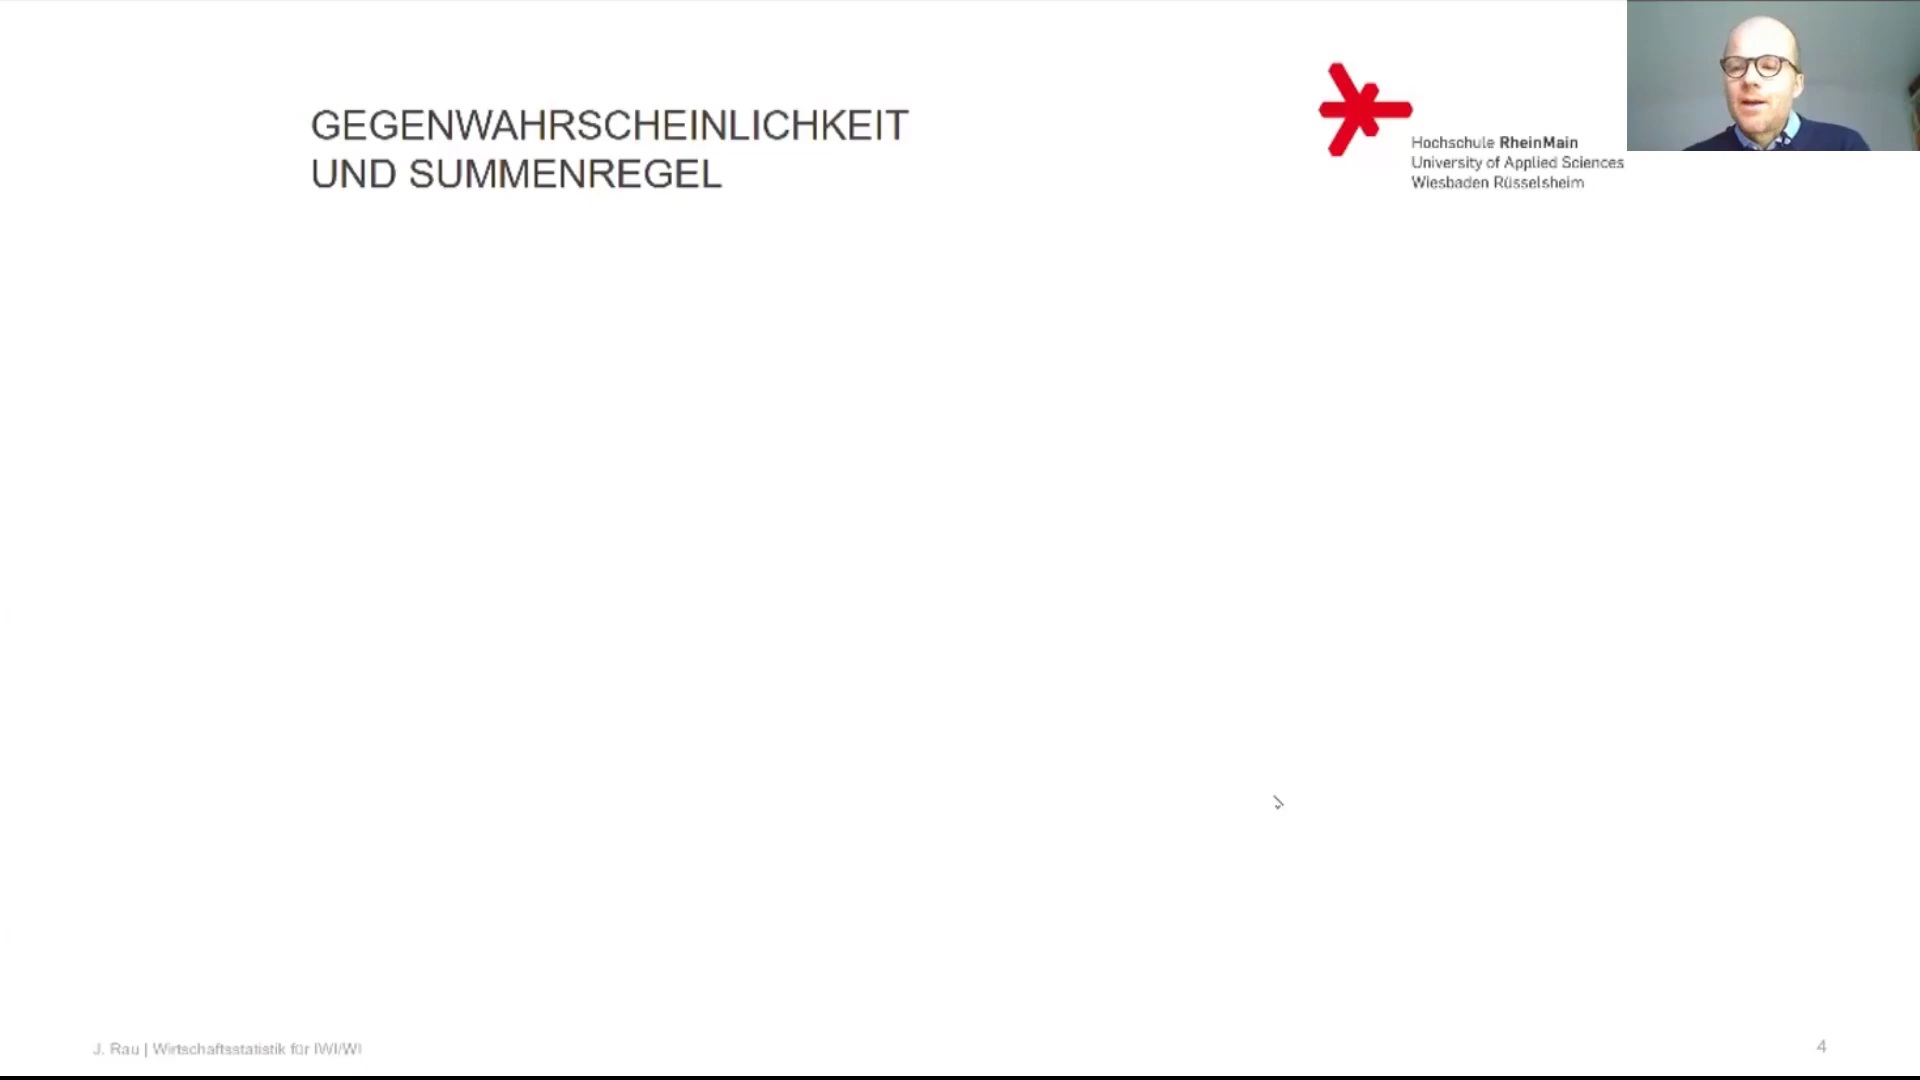 GEGENWAHRSCHEINLICHKEIT
UND SUMMENREGEL
Hochschule RheinMain
University of Applied Sciences
Wiesbaden Rüsselsheim
J. Rau | Wirtschaftsstatistik für IWI/WI
4